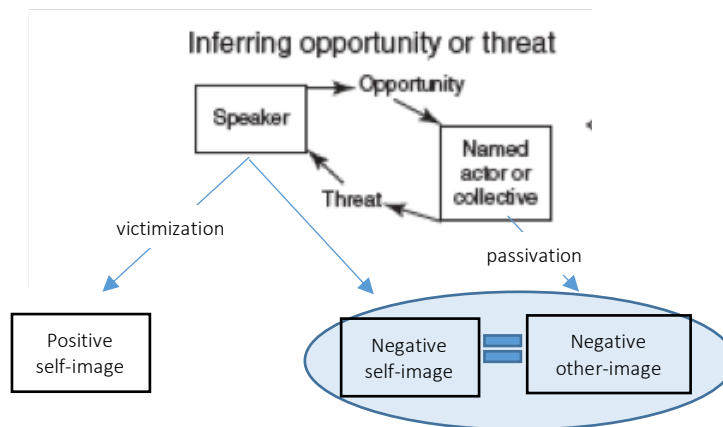 Inferring opportunity or threat
Opportunity
Speaker
Named
actor or
collective
Threat
victimization
passivation
Positive
self-image
Negative
self-image
Negative
other-image